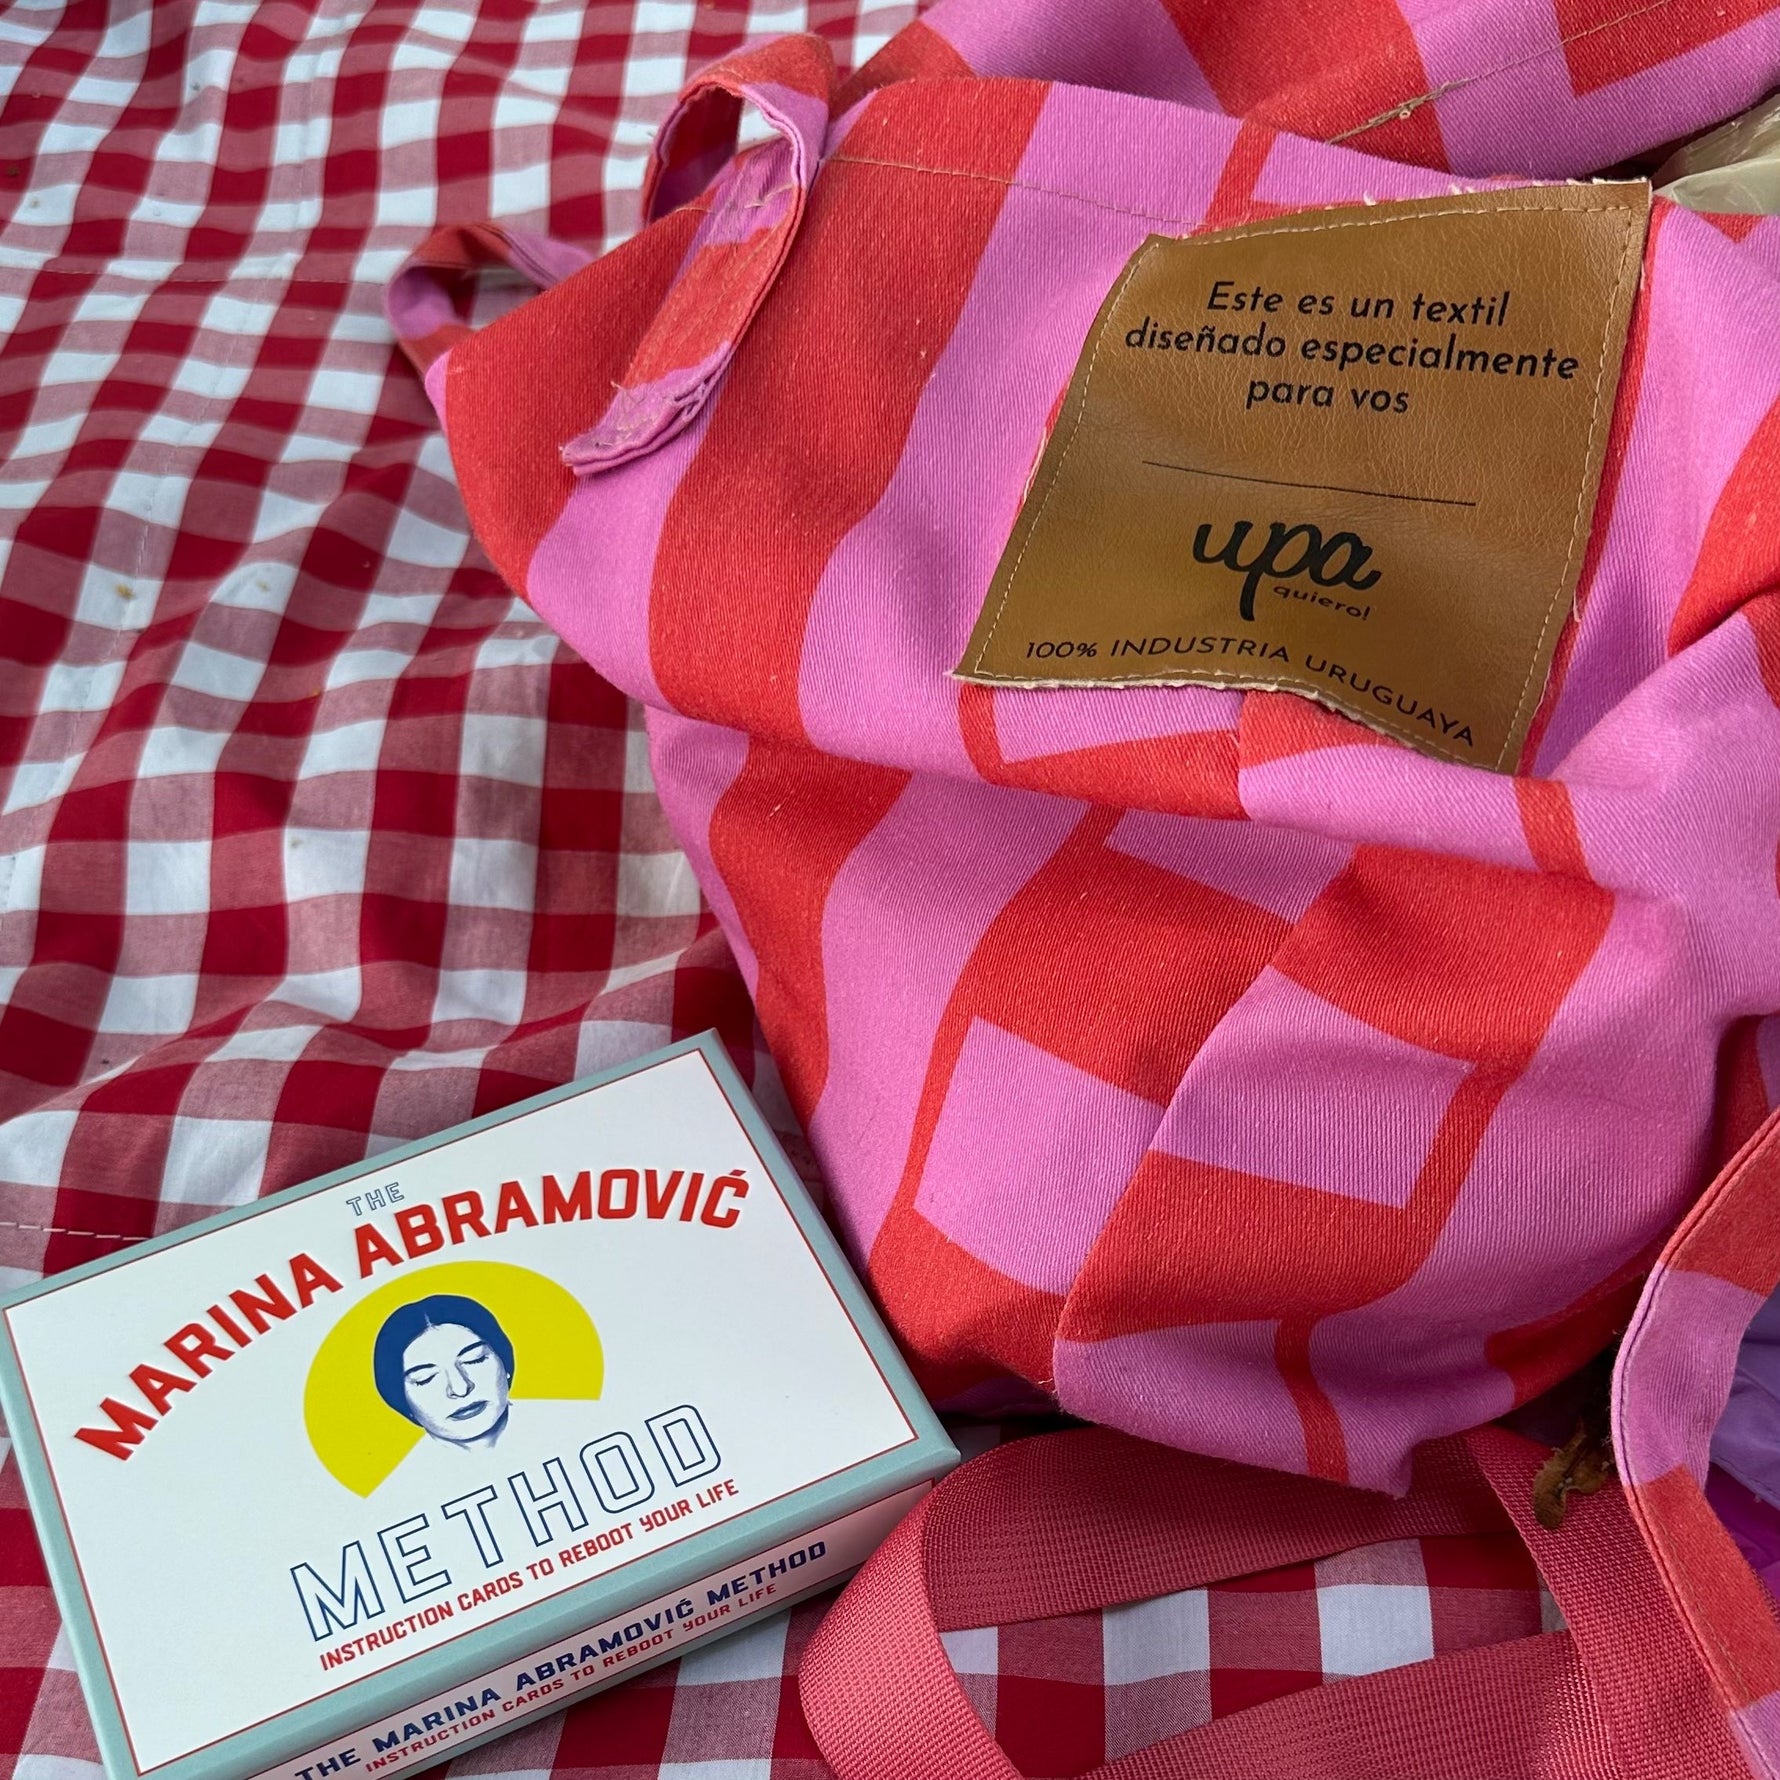 Este es un textil
diseñado especialmente
para vos
upa
quiero!
100% INDUSTRIA URUGUAYA
THE
MARINA ABRAMOVIĆ
METHOD
INSTRUCTION CARDS TO REBOOT YOUR LIFE
THE MARINA ABRAMOVIĆ METHOD
INSTRUCTION CARDS TO REBOOT YOUR LIFE